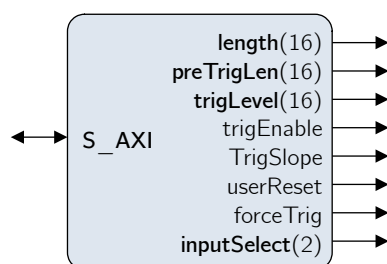 length(16)
preTrigLen(16)
trigLevel(16)
trigEnable
S_AXI
TrigSlope
userReset
forceTrig
inputSelect(2)